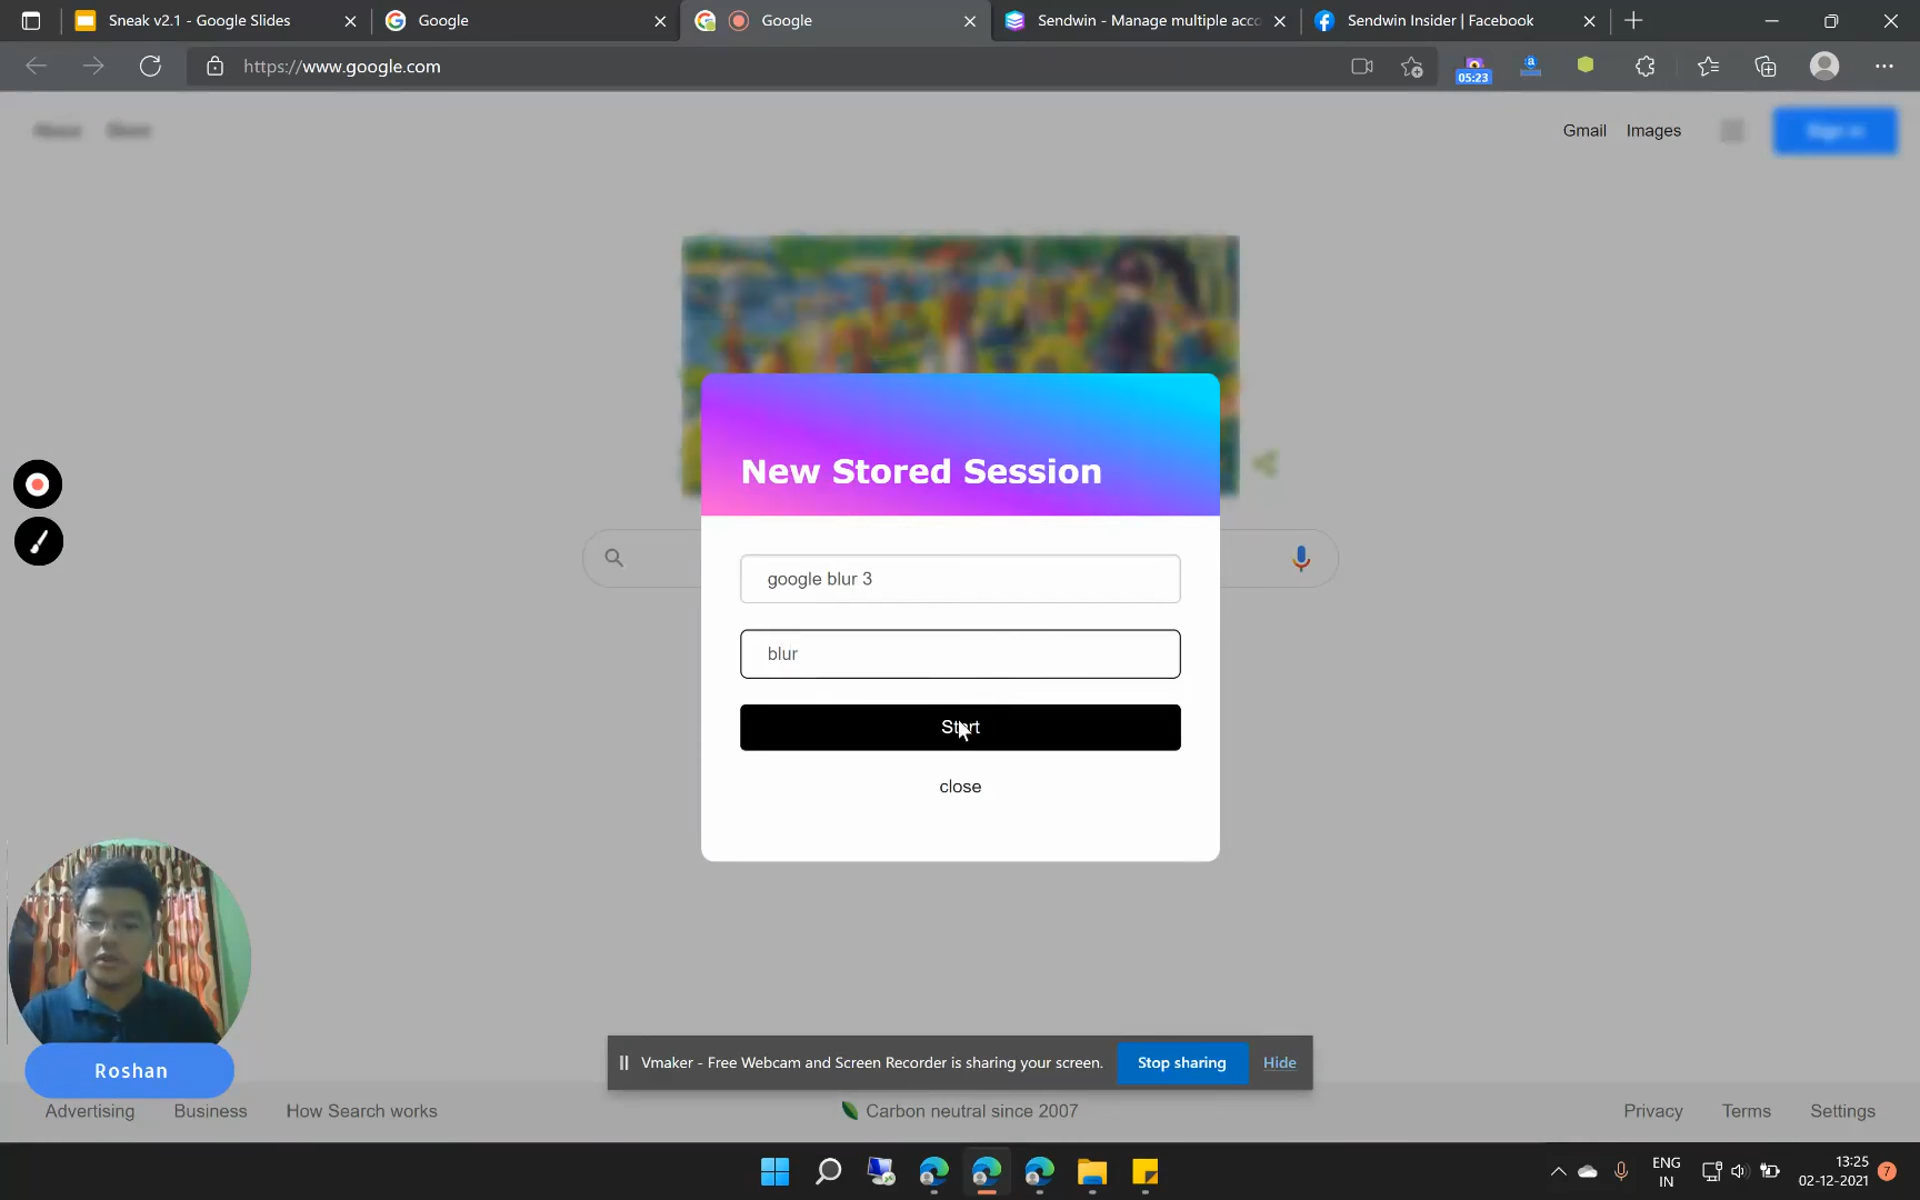 Sneak v2.1 - Google Slides
Google
Google
Sendwin - Manage multiple acco
Sendwin Insider | Facebook
https://www.google.com
05:23
Gmail
Images
New Stored Session
google blur 3
blur
Start
close
Roshan
Vmaker - Free Webcam and Screen Recorder is sharing your screen.
Stop sharing
Hide
Advertising
Business
How Search works
Carbon neutral since 2007
Privacy
Terms
Settings
ENG
IN
13:25
02-12-2021
7